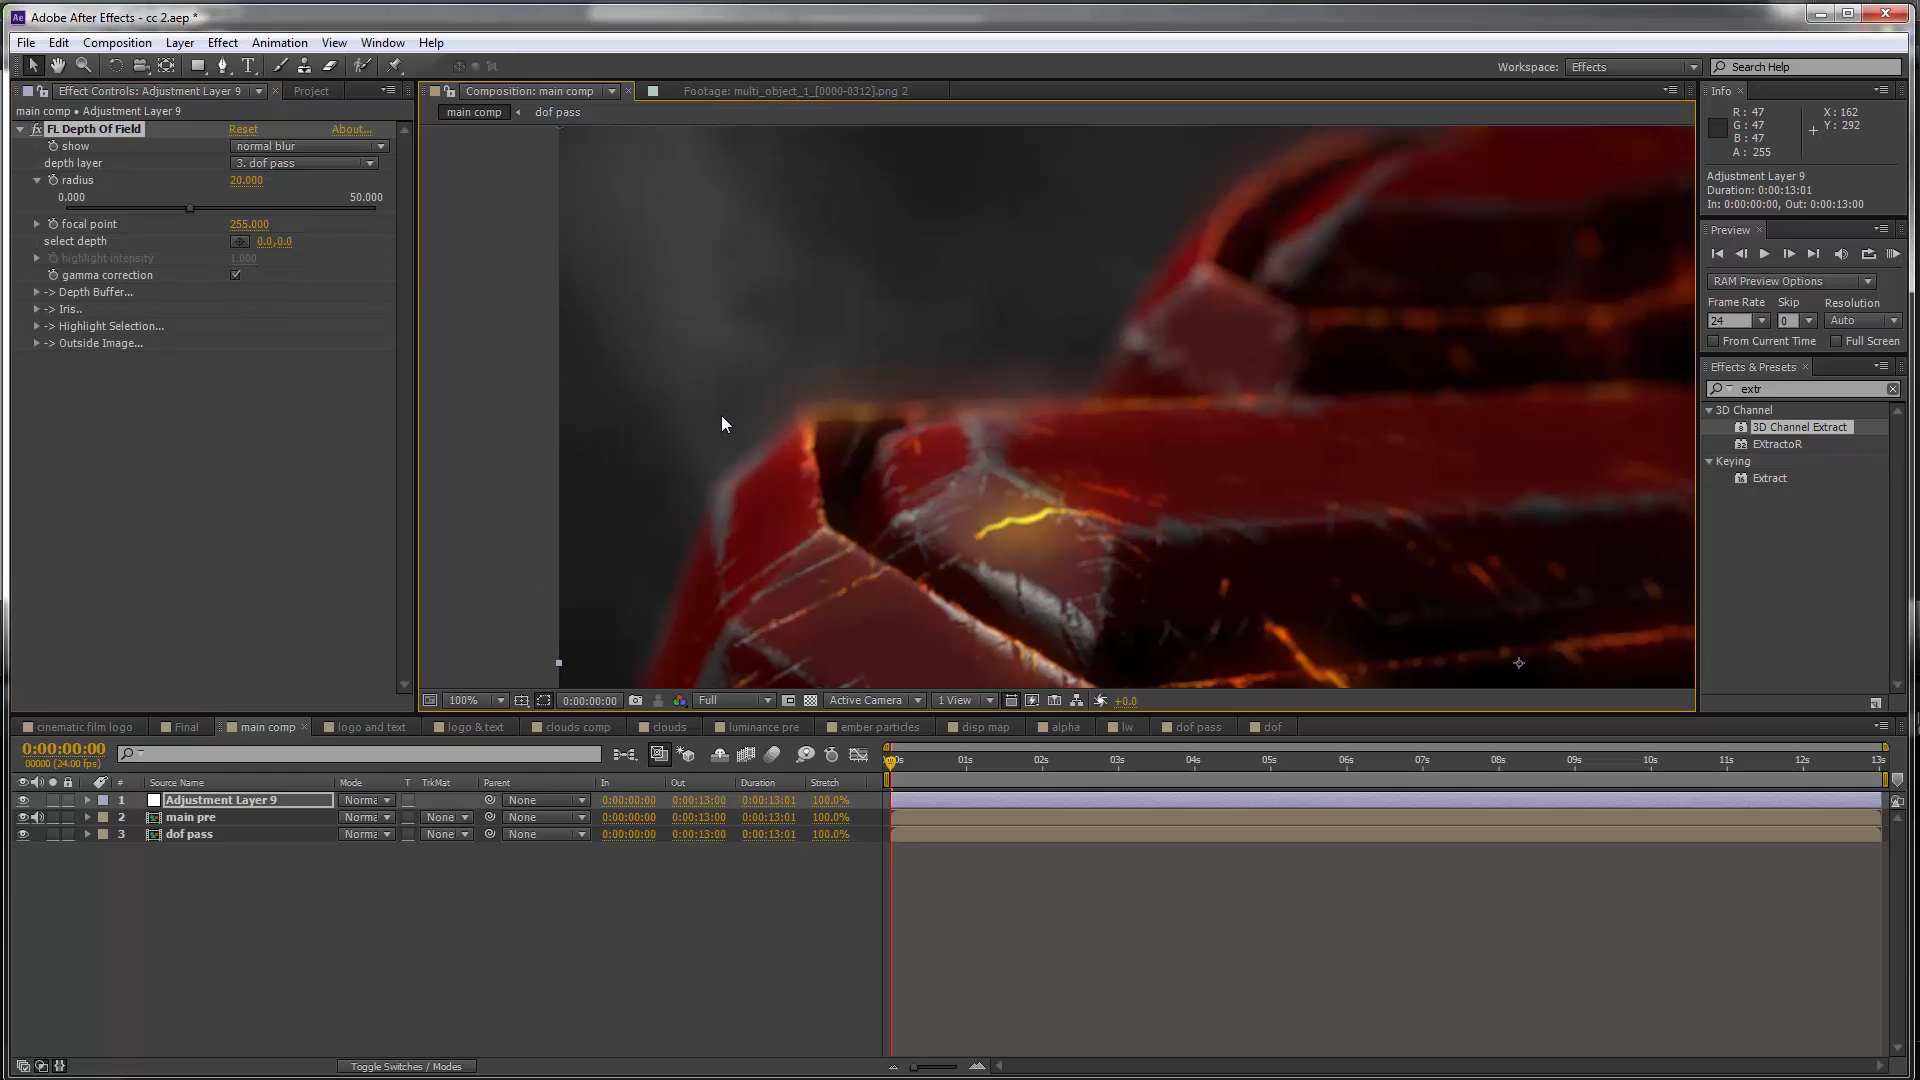 Adobe After Effects - cc 2.aep *
File Edit Composition Layer Effect Animation View Window Help
Workspace: Effects Search Help
Effect Controls: Adjustment Layer 9 Project
main comp • Adjustment Layer 9
FL Depth Of Field Reset About...
show normal blur
depth layer 3. dof pass
radius 20.000
0.000 50.000
focal point 255.000
select depth 0.0,0.0
highlight intensity 1.000
gamma correction
-> Depth Buffer...
-> Iris..
-> Highlight Selection...
-> Outside Image...
Composition: main comp Footage: multi_object_1_[0000-0312].png 2
main comp dof pass
100% 0:00:00:00 Full Active Camera 1 View +0.0
Info
R: 47 X: 162
G: 47 Y: 292
B: 47
A: 255
Adjustment Layer 9
Duration: 0:00:13:01
In: 0:00:00:00, Out: 0:00:13:00
Preview
RAM Preview Options
Frame Rate Skip Resolution
24 0 Auto
From Current Time Full Screen
Effects & Presets
extr
3D Channel
3D Channel Extract
EXtractoR
Keying
Extract
cinematic film logo Final main comp logo and text logo & text clouds comp clouds luminance pre ember particles disp map alpha lw dof pass dof
0:00:00:00
00000 (24.00 fps)
01s 02s 03s 04s 05s 06s 07s 08s 09s 10s 11s 12s 13s
# Source Name Mode T TrkMat Parent In Out Duration Stretch
1 Adjustment Layer 9 Norma None 0:00:00:00 0:00:13:00 0:00:13:01 100.0%
2 main pre Norma None None 0:00:00:00 0:00:13:00 0:00:13:01 100.0%
3 dof pass Norma None None 0:00:00:00 0:00:13:00 0:00:13:01 100.0%
Toggle Switches / Modes